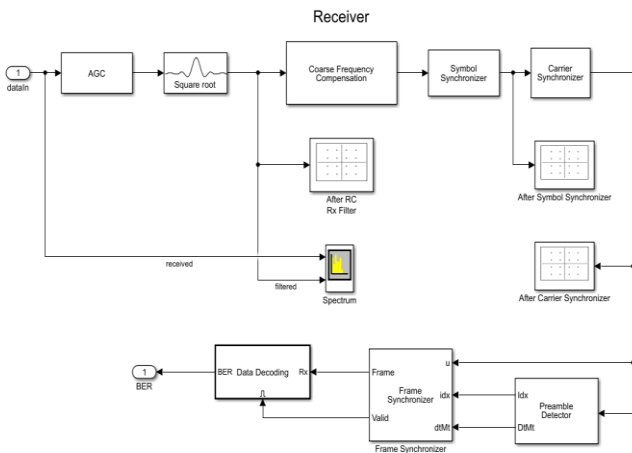 Receiver
1
dataIn
AGC
Square root
Coarse Frequency
Compensation
Symbol
Synchronizer
Carrier
Synchronizer
After RC
Rx Filter
After Symbol Synchronizer
received
filtered
Spectrum
After Carrier Synchronizer
1
BER
BER
Data Decoding
Rx
Frame
Valid
Frame
Synchronizer
u
idx
dtMt
Frame Synchronizer
Idx
DtMt
Preamble
Detector